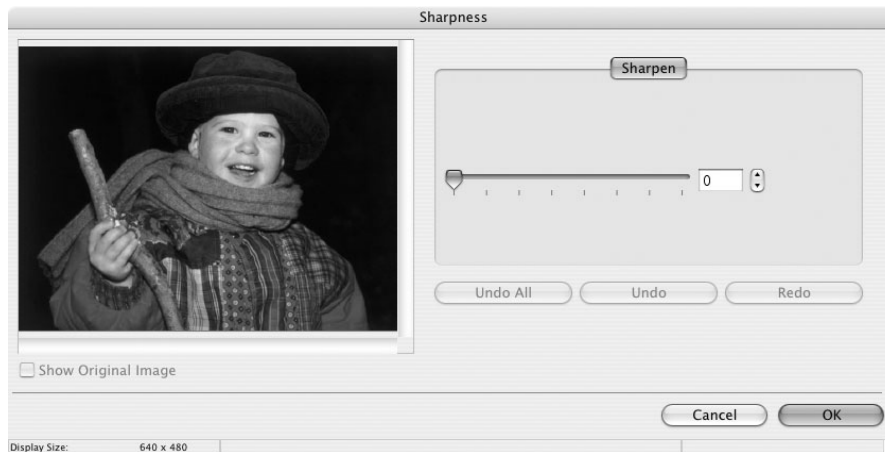 Sharpness
Sharpen
0
Undo All Undo Redo
Show Original Image
Cancel OK
Display Size: 640 x 480